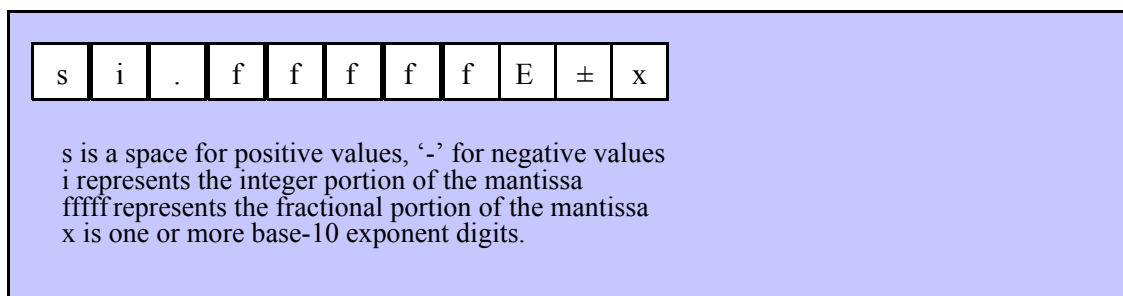 s i . f f f f f E ± x
s is a space for positive values, ‘-’ for negative values
i represents the integer portion of the mantissa
fffff represents the fractional portion of the mantissa
x is one or more base-10 exponent digits.